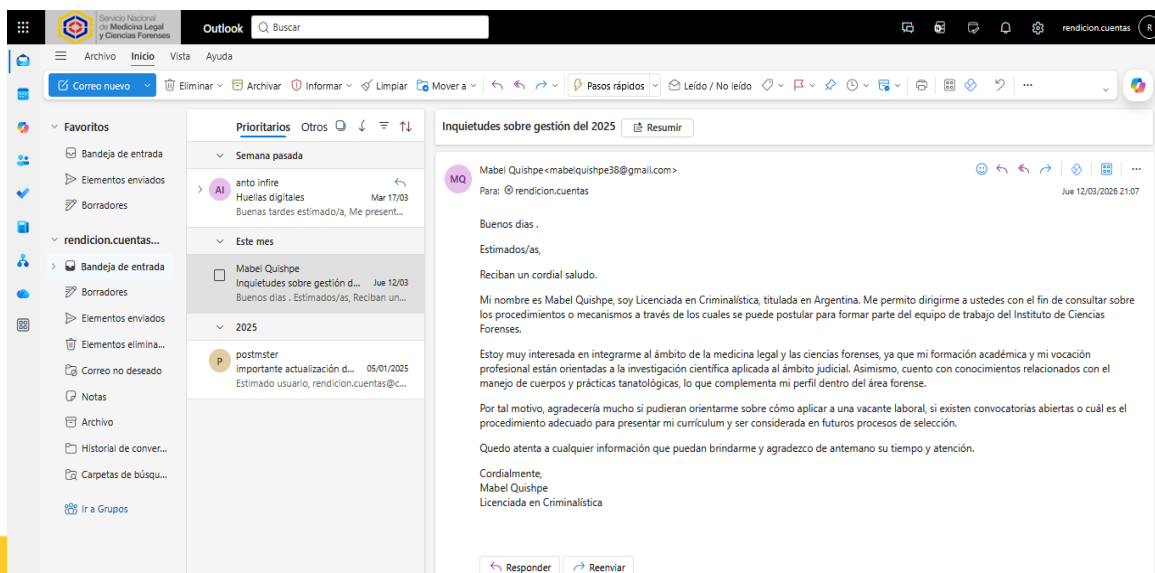 Servicio Nacional
de Medicina Legal
y Ciencias Forenses
Outlook
Buscar
rendicion.cuentas
R
Archivo Inicio Vista Ayuda
Correo nuevo
Eliminar
Archivar
Informar
Limpiar
Mover a
Pasos rápidos
Leído / No leído
Favoritos
Bandeja de entrada
Elementos enviados
Borradores
rendicion.cuentas...
Bandeja de entrada
Borradores
Elementos enviados
Elementos elimina...
Correo no deseado
Notas
Archivo
Historial de conver...
Carpetas de búsqu...
Ir a Grupos
Prioritarios Otros
Semana pasada
AI
anto infire
Huellas digitales Mar 17/03
Buenas tardes estimado/a, Me present...
Este mes
Mabel Quishpe
Inquietudes sobre gestión d... Jue 12/03
Buenos dias . Estimados/as, Reciban un...
2025
P
postmster
importante actualización d... 05/01/2025
Estimado usuario, rendicion.cuentas@c...
Inquietudes sobre gestión del 2025
Resumir
MQ
Mabel Quishpe<mabelquishpe38@gmail.com>
Para: rendicion.cuentas
Jue 12/03/2026 21:07
Buenos dias .
Estimados/as,
Reciban un cordial saludo.
Mi nombre es Mabel Quishpe, soy Licenciada en Criminalística, titulada en Argentina. Me permito dirigirme a ustedes con el fin de consultar sobre
los procedimientos o mecanismos a través de los cuales se puede postular para formar parte del equipo de trabajo del Instituto de Ciencias
Forenses.
Estoy muy interesada en integrarme al ámbito de la medicina legal y las ciencias forenses, ya que mi formación académica y mi vocación
profesional están orientadas a la investigación científica aplicada al ámbito judicial. Asimismo, cuento con conocimientos relacionados con el
manejo de cuerpos y prácticas tanatológicas, lo que complementa mi perfil dentro del área forense.
Por tal motivo, agradecería mucho si pudieran orientarme sobre cómo aplicar a una vacante laboral, si existen convocatorias abiertas o cuál es el
procedimiento adecuado para presentar mi currículum y ser considerada en futuros procesos de selección.
Quedo atenta a cualquier información que puedan brindarme y agradezco de antemano su tiempo y atención.
Cordialmente,
Mabel Quishpe
Licenciada en Criminalística
Responder
Reenviar